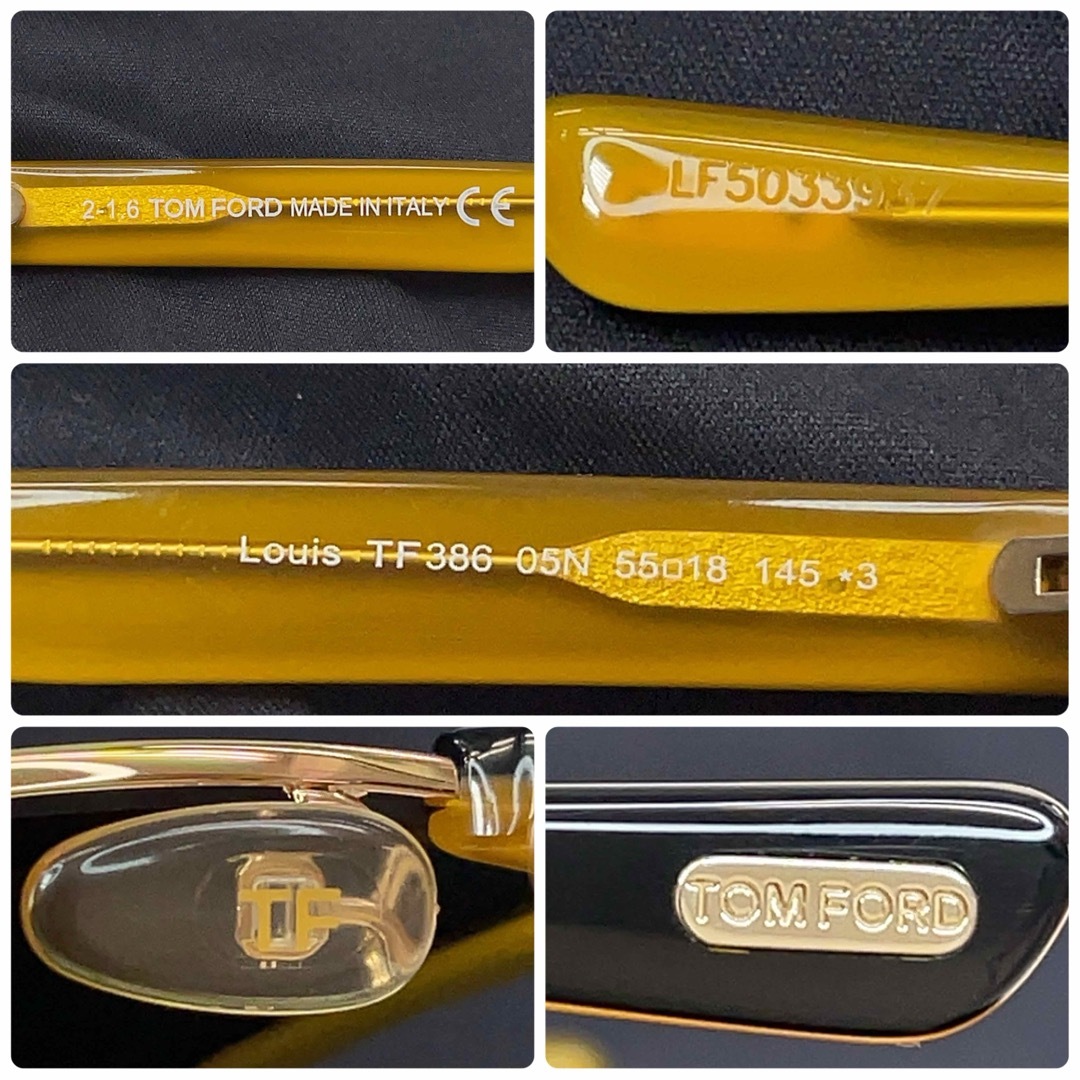 2-1.6 TOM FORD MADE IN ITALY CE
Louis TF386 05N 55□18 145 *3
TF
TOM FORD